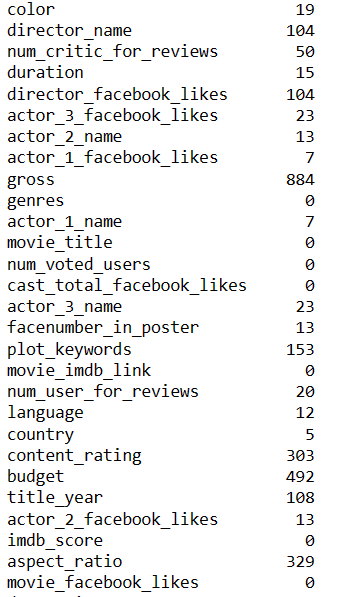 color 19
director_name 104
num_critic_for_reviews 50
duration 15
director_facebook_likes 104
actor_3_facebook_likes 23
actor_2_name 13
actor_1_facebook_likes 7
gross 884
genres 0
actor_1_name 7
movie_title 0
num_voted_users 0
cast_total_facebook_likes 0
actor_3_name 23
facenumber_in_poster 13
plot_keywords 153
movie_imdb_link 0
num_user_for_reviews 20
language 12
country 5
content_rating 303
budget 492
title_year 108
actor_2_facebook_likes 13
imdb_score 0
aspect_ratio 329
movie_facebook_likes 0